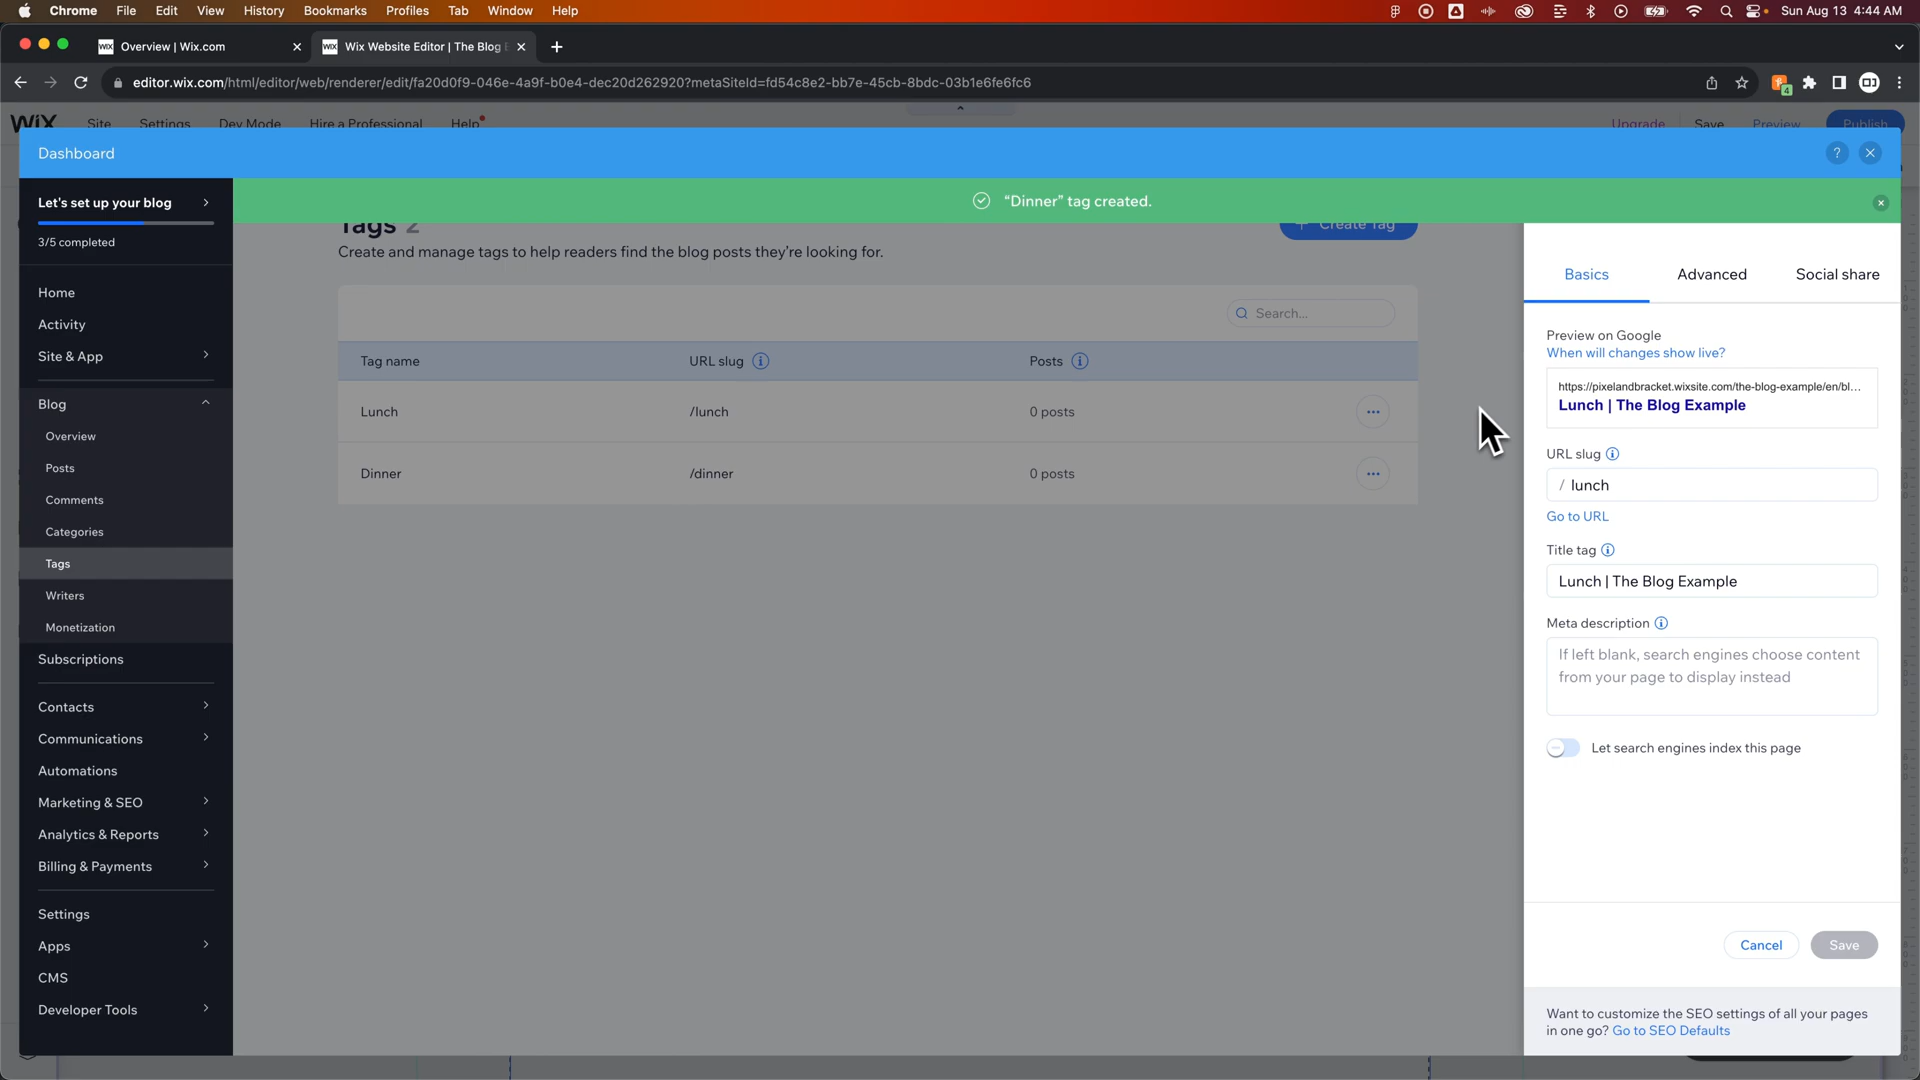 Chrome File Edit View History Bookmarks Profiles Tab Window Help
Sun Aug 13 4:44 AM
WIX Overview | Wix.com
WIX Wix Website Editor | The Blog E
editor.wix.com/html/editor/web/renderer/edit/fa20d0f9-046e-4a9f-b0e4-dec20d262920?metaSiteId=fd54c8e2-bb7e-45cb-8bdc-03b1e6fe6fc6
4
WIX Site Settings Dev Mode Hire a Professional Help
Upgrade Save Preview Publish
Dashboard
?
Let's set up your blog
3/5 completed
Home
Activity
Site & App
Blog
Overview
Posts
Comments
Categories
Tags
Writers
Monetization
Subscriptions
Contacts
Communications
Automations
Marketing & SEO
Analytics & Reports
Billing & Payments
Settings
Apps
CMS
Developer Tools
“Dinner” tag created.
Tags 2
+ Create Tag
Create and manage tags to help readers find the blog posts they’re looking for.
Search...
Tag name URL slug Posts
Lunch /lunch 0 posts
Dinner /dinner 0 posts
Basics Advanced Social share
Preview on Google
When will changes show live?
https://pixelandbracket.wixsite.com/the-blog-example/en/bl...
Lunch | The Blog Example
URL slug
/ lunch
Go to URL
Title tag
Lunch | The Blog Example
Meta description
If left blank, search engines choose content
from your page to display instead
Let search engines index this page
Cancel Save
Want to customize the SEO settings of all your pages
in one go? Go to SEO Defaults